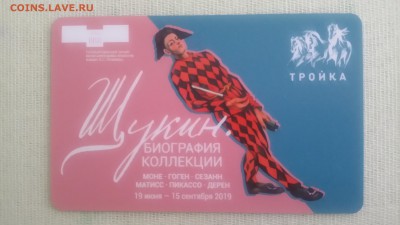 COINS.LAVE.RU
ТРОЙКА
Щукин.
БИОГРАФИЯ
КОЛЛЕКЦИИ
МОНЕ · ГОГЕН · СЕЗАНН
МАТИСС · ПИКАССО · ДЕРЕН
19 июня – 15 сентября 2019